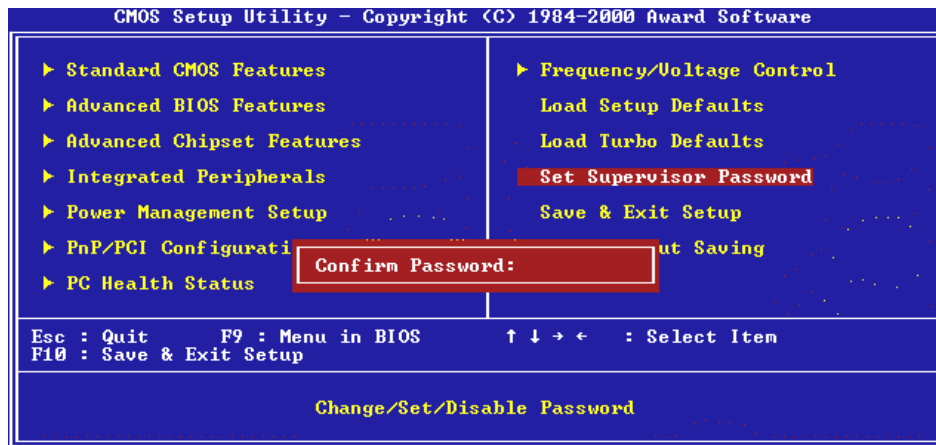 CMOS Setup Utility - Copyright (C) 1984-2000 Award Software
Standard CMOS Features
Advanced BIOS Features
Advanced Chipset Features
Integrated Peripherals
Power Management Setup
PnP/PCI Configurati
PC Health Status
Frequency/Voltage Control
Load Setup Defaults
Load Turbo Defaults
Set Supervisor Password
Save & Exit Setup
ut Saving
Confirm Password:
Esc : Quit F9 : Menu in BIOS ↑ ↓ → ← : Select Item
F10 : Save & Exit Setup
Change/Set/Disable Password